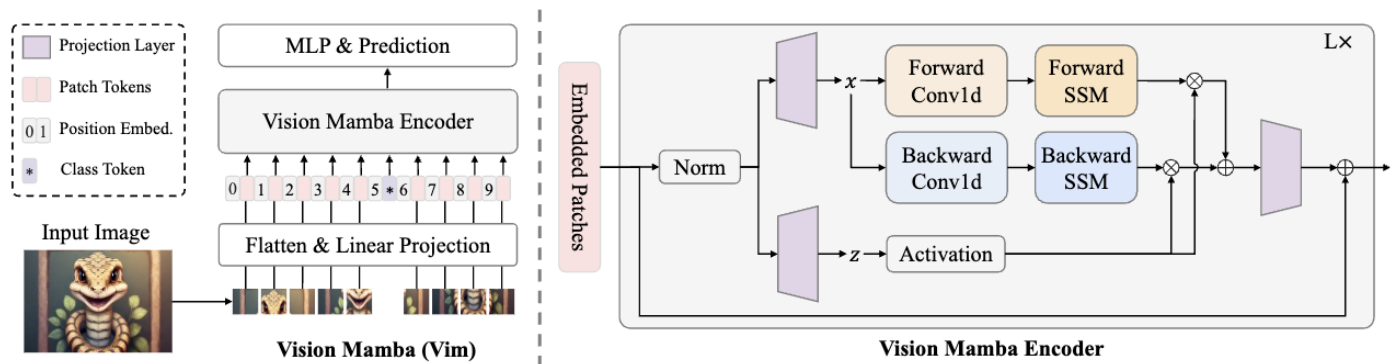 Projection Layer
Patch Tokens
0 1 Position Embed.
* Class Token
Input Image
MLP & Prediction
Vision Mamba Encoder
0 1 2 3 4 5 * 6 7 8 9
Flatten & Linear Projection
Vision Mamba (Vim)
Embedded Patches
L×
Norm
x
Forward
Conv1d
Forward
SSM
Backward
Conv1d
Backward
SSM
z
Activation
Vision Mamba Encoder